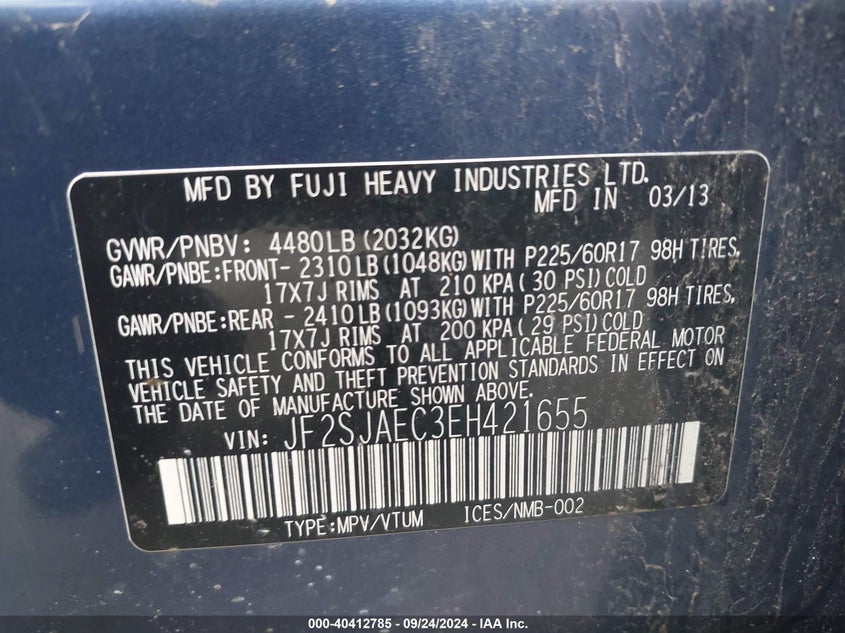 MFD BY FUJI HEAVY INDUSTRIES LTD.
MFD IN 03/13
GVWR/PNBV: 4480LB (2032KG)
GAWR/PNBE:FRONT- 2310LB (1048KG) WITH P225/60R17 98H TIRES,
17X7J RIMS AT 210 KPA( 30 PSI) COLD
GAWR/PNBE:REAR - 2410LB (1093KG) WITH P225/60R17 98H TIRES,
17X7J RIMS AT 200 KPA( 29 PSI) COLD
THIS VEHICLE CONFORMS TO ALL APPLICABLE FEDERAL MOTOR
VEHICLE SAFETY AND THEFT PREVENTION STANDARDS IN EFFECT ON
THE DATE OF MANUFACTURE SHOWN ABOVE.
VIN: JF2SJAEC3EH421655
TYPE:MPV/VTUM ICES/NMB-002
000-40412785 - 09/24/2024 - IAA Inc.